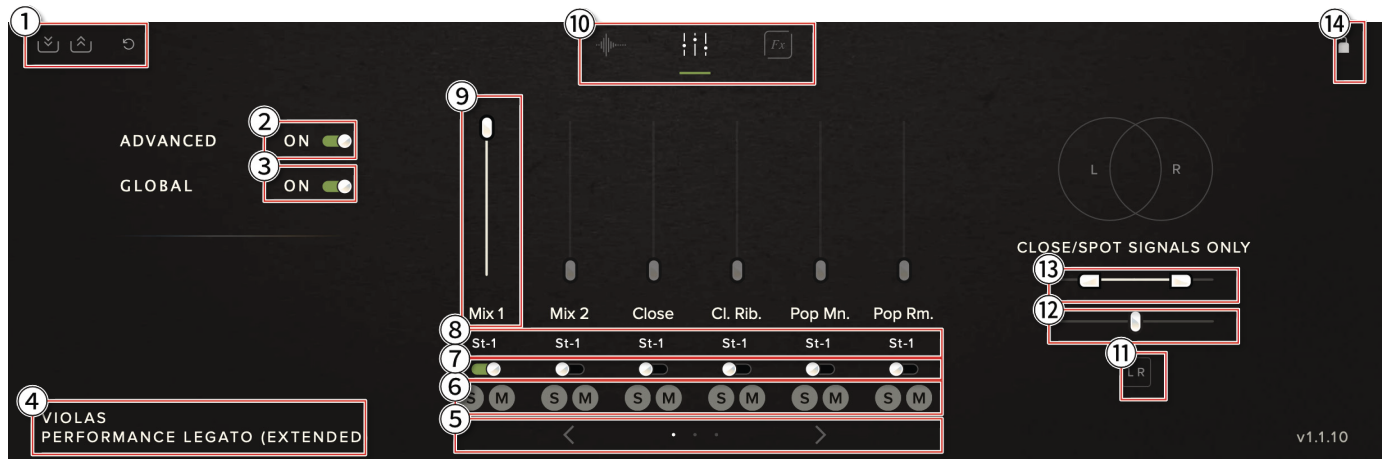 ① ⑩ ⑭
Fx
⑨
② ADVANCED ON
③ GLOBAL ON
L R
CLOSE/SPOT SIGNALS ONLY
⑬
⑫
Mix 1 Mix 2 Close Cl. Rib. Pop Mn. Pop Rm.
⑧ St-1 St-1 St-1 St-1 St-1 St-1
⑦ ⑪
L R
⑥ S M S M S M S M S M S M
④ ⑤
VIOLAS
PERFORMANCE LEGATO (EXTENDED
v1.1.10